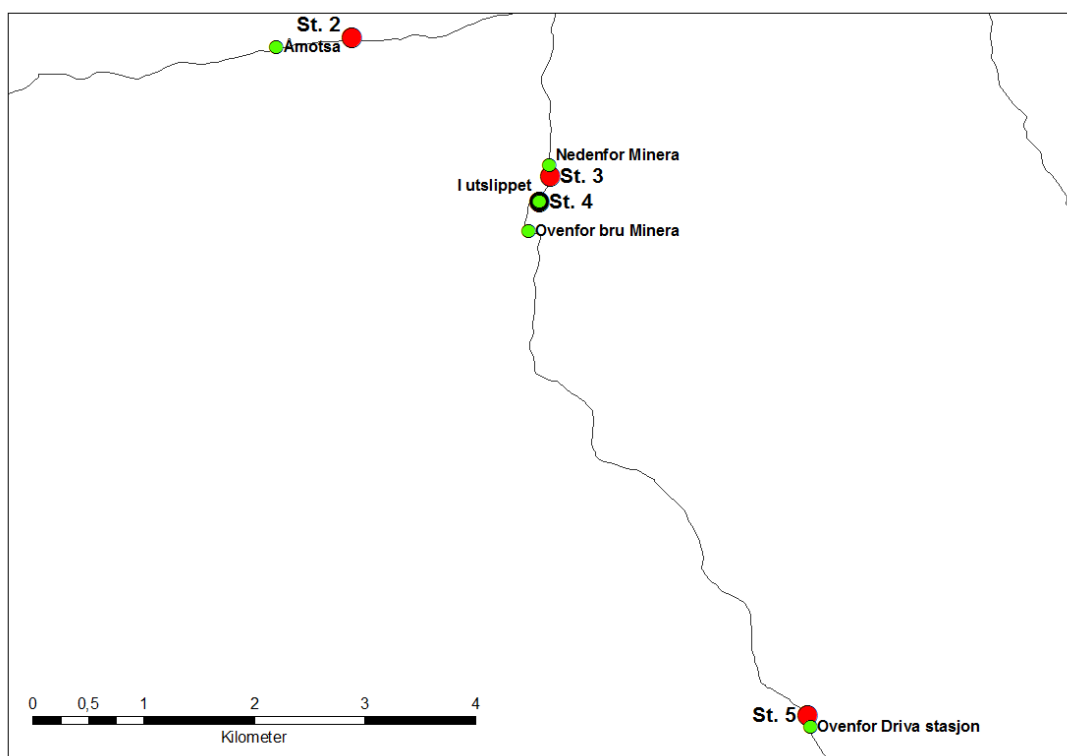 St. 2
Åmotsa
Nedenfor Minera
St. 3
I utslippet
St. 4
Ovenfor bru Minera
St. 5
Ovenfor Driva stasjon
0 0,5 1 2 3 4
Kilometer